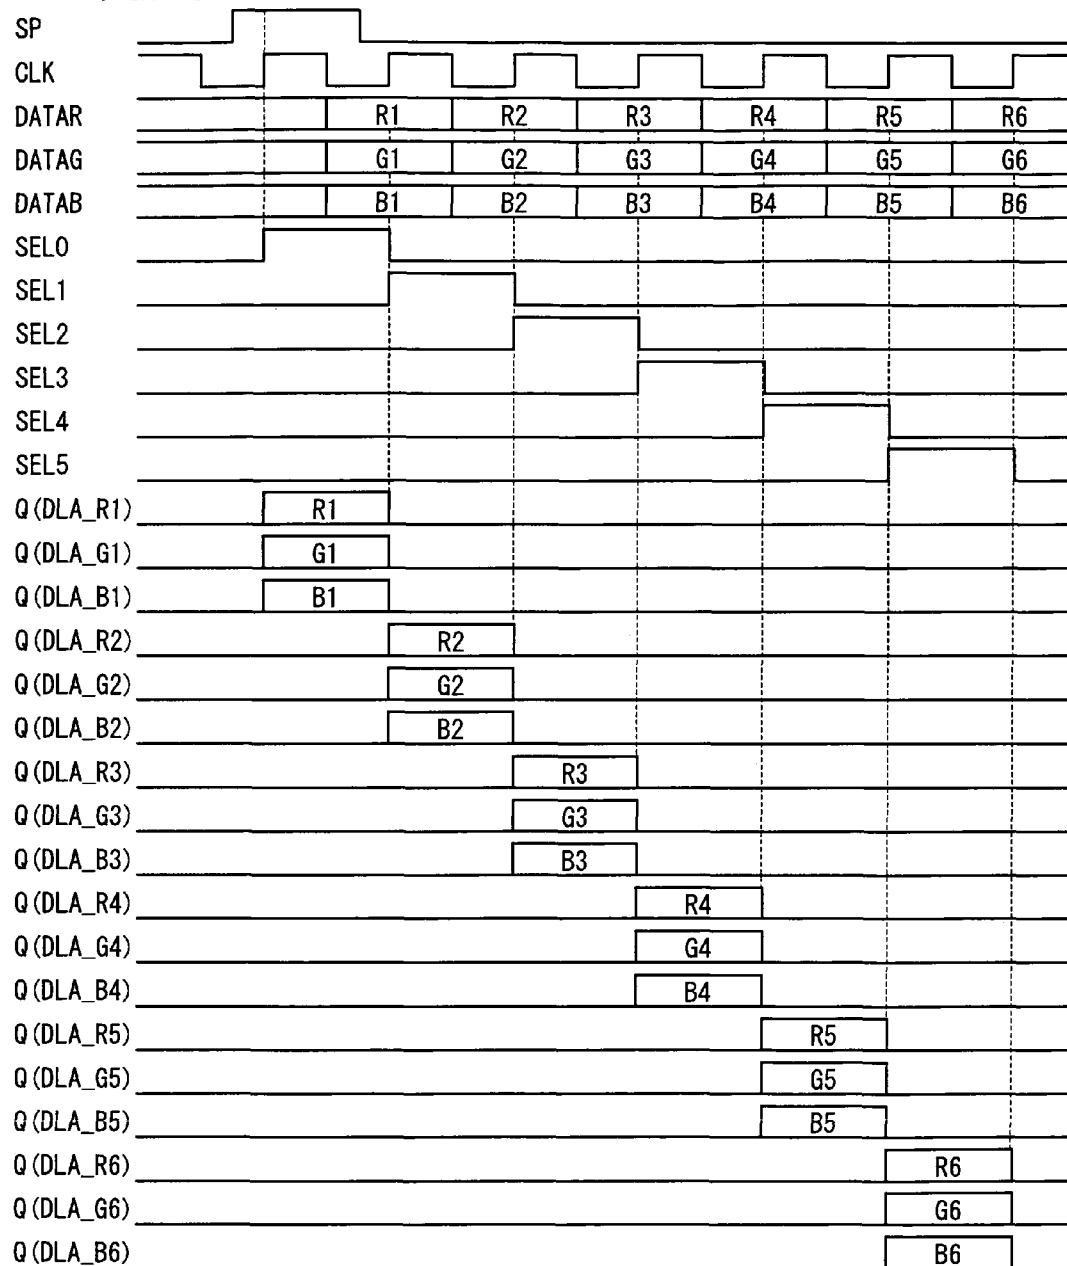 SP
CLK
DATAR R1 R2 R3 R4 R5 R6
DATAG G1 G2 G3 G4 G5 G6
DATAB B1 B2 B3 B4 B5 B6
SEL0
SEL1
SEL2
SEL3
SEL4
SEL5
Q(DLA_R1) R1
Q(DLA_G1) G1
Q(DLA_B1) B1
Q(DLA_R2) R2
Q(DLA_G2) G2
Q(DLA_B2) B2
Q(DLA_R3) R3
Q(DLA_G3) G3
Q(DLA_B3) B3
Q(DLA_R4) R4
Q(DLA_G4) G4
Q(DLA_B4) B4
Q(DLA_R5) R5
Q(DLA_G5) G5
Q(DLA_B5) B5
Q(DLA_R6) R6
Q(DLA_G6) G6
Q(DLA_B6) B6